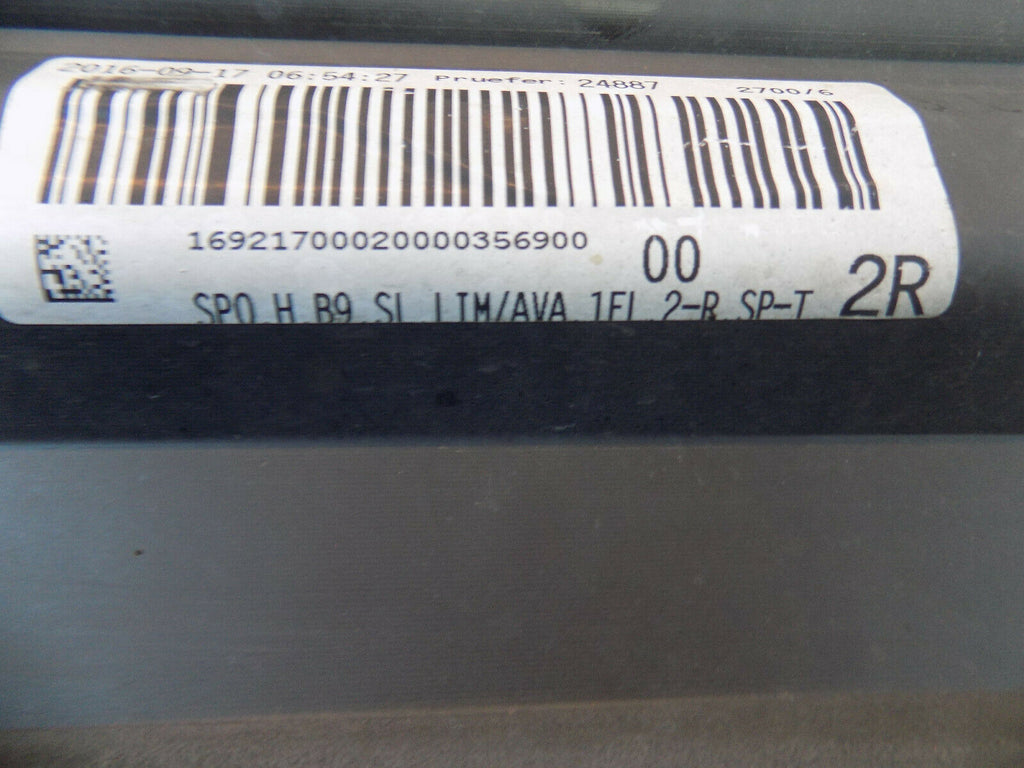 2016-09-17 06:54:27 Pruefer: 24887 2700/6
16921700020000356900 00
SPO H B9 SL LIM/AVA 1FL 2-R SP-T 2R